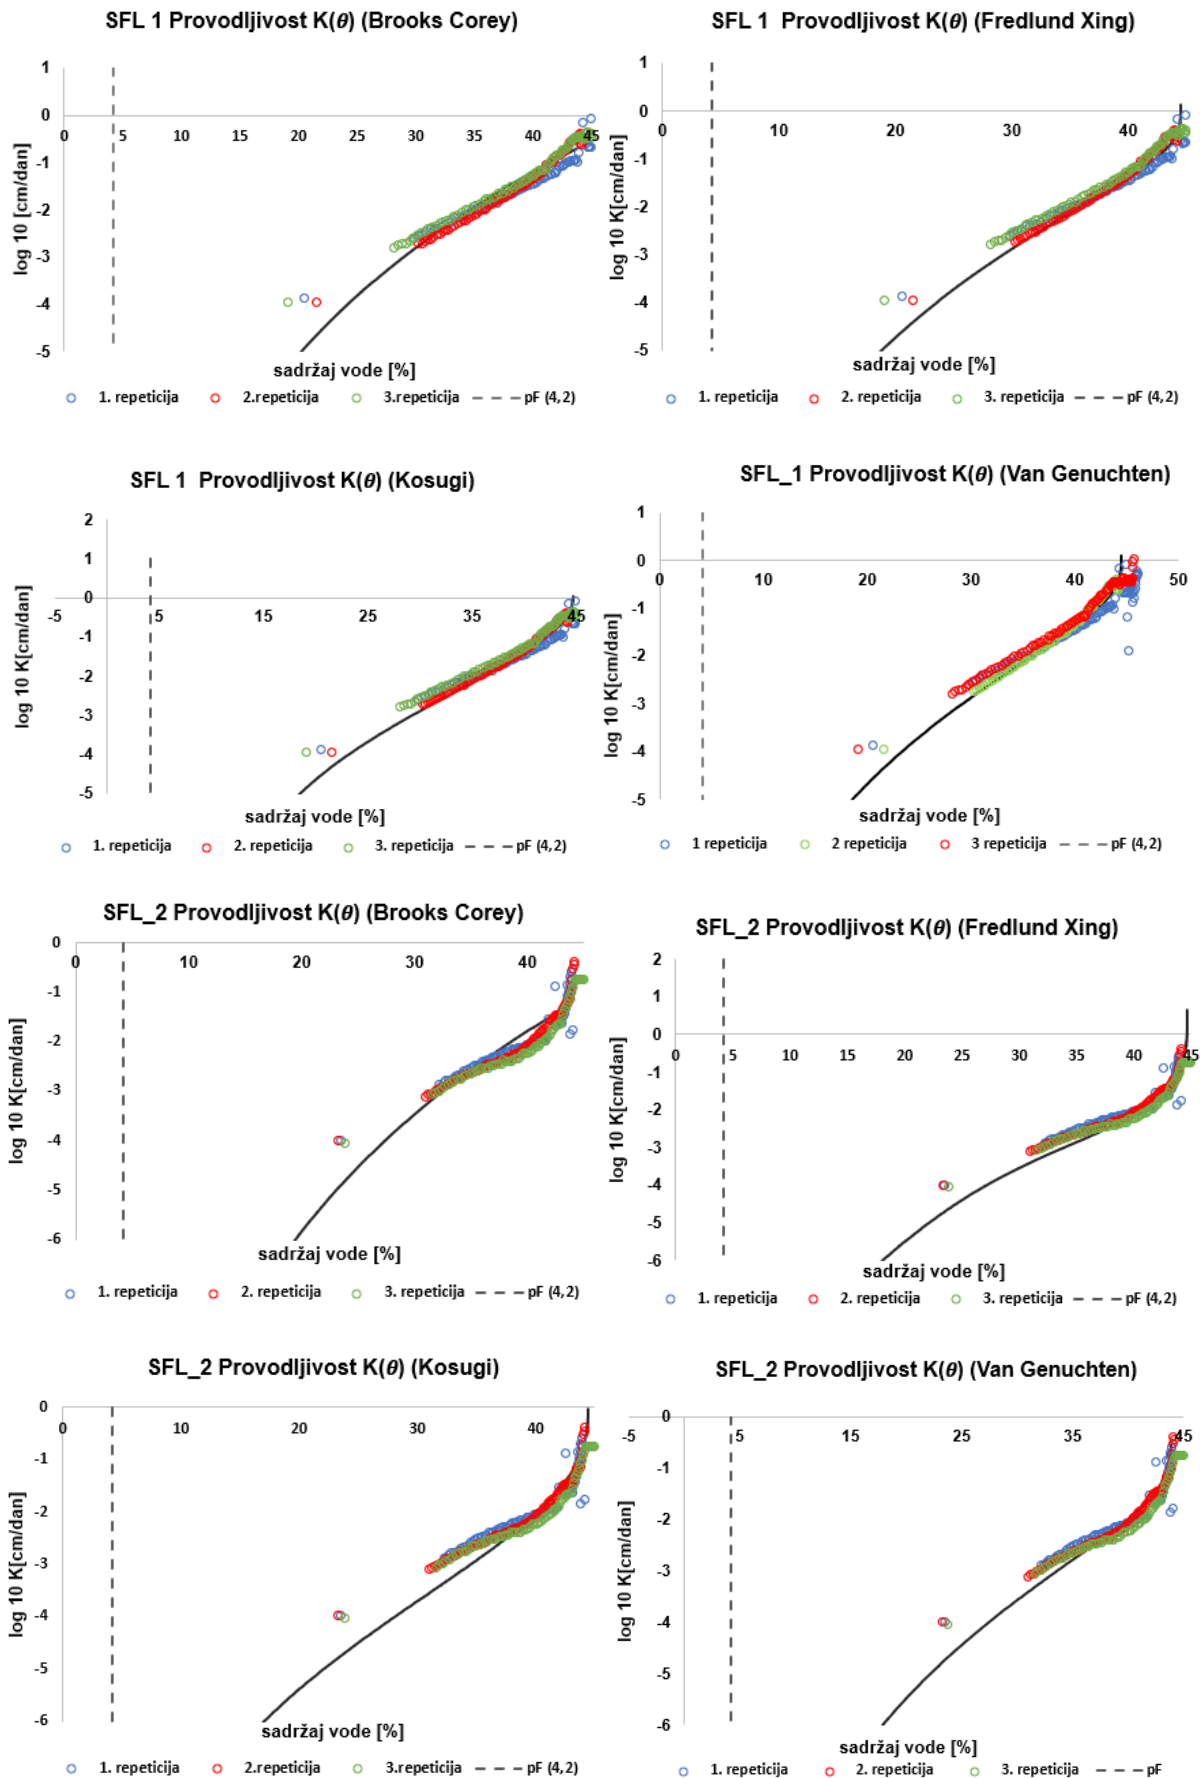 SFL 1 Provodljivost K(θ) (Brooks Corey)
1
0
0 5 10 15 20 25 30 35 40 45
-1
-2
-3
-4
-5
log 10 [cm/dan]
sadržaj vode [%]
1. repeticija 2.repeticija 3.repeticija pF (4,2)
SFL 1 Provodljivost K(θ) (Fredlund Xing)
1
0
0 10 20 30 40
-1
-2
-3
-4
-5
log 10 K[cm/dan]
sadržaj vode [%]
1. repeticija 2. repeticija 3. repeticija pF (4,2)
SFL 1 Provodljivost K(θ) (Kosugi)
2
1
0
-5 5 15 25 35 45
-1
-2
-3
-4
-5
log 10 K[cm/dan]
sadržaj vode [%]
1. repeticija 2. repeticija 3. repeticija pF (4,2)
SFL_1 Provodljivost K(θ) (Van Genuchten)
1
0
0 10 20 30 40 50
-1
-2
-3
-4
-5
log 10 K[cm/dan]
sadržaj vode [%]
1 repeticija 2 repeticija 3 repeticija pF (4,2)
SFL_2 Provodljivost K(θ) (Brooks Corey)
0
0 10 20 30 40
-1
-2
-3
-4
-5
-6
log 10 K[cm/dan]
sadržaj vode [%]
1. repeticija 2. repeticija 3. repeticija pF (4,2)
SFL_2 Provodljivost K(θ) (Fredlund Xing)
2
1
0
0 5 10 15 20 25 30 35 40 45
-1
-2
-3
-4
-5
-6
log 10 K[cm/dan]
sadržaj vode [%]
1. repeticija 2. repeticija 3. repeticija pF (4,2)
SFL_2 Provodljivost K(θ) (Kosugi)
0
0 10 20 30 40
-1
-2
-3
-4
-5
-6
log 10 K[cm/dan]
sadržaj vode [%]
1. repeticija 2.repeticija 3.repeticija pF (4,2)
SFL_2 Provodljivost K(θ) (Van Genuchten)
0
-5 5 15 25 35 45
-1
-2
-3
-4
-5
-6
log 10 K[cm/dan]
sadržaj vode [%]
1. repeticija 2. repeticija 3. repeticija pF